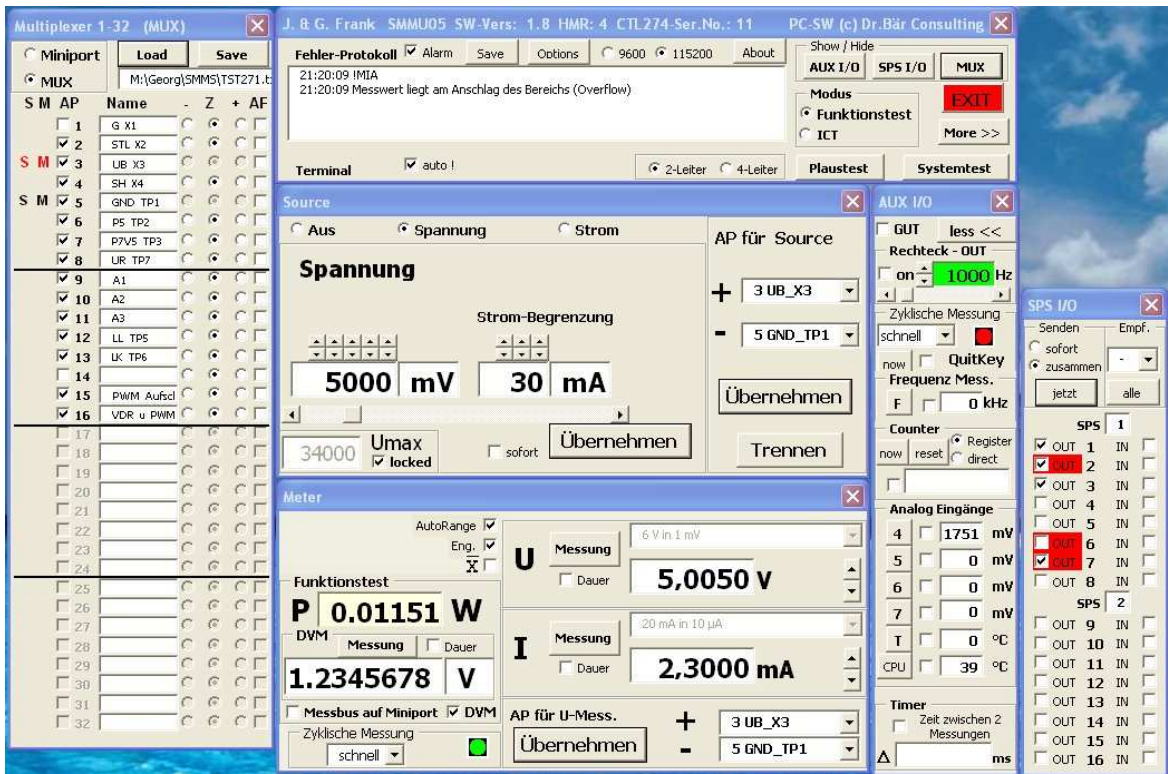 Multiplexer 1-32 (MUX)
Miniport
Load
Save
MUX
M:\Georg\SMMS\TST271.t
S M AP Name - Z + AF
1 G X1
2 STL X2
S M 3 UB X3
4 SH X4
S M 5 GND TP1
6 P5 TP2
7 P7V5 TP3
8 UR TP7
9 A1
10 A2
11 A3
12 LL TP5
13 LK TP6
14
15 PWM Aufscl
16 VDR u PWM
17
18
19
20
21
22
23
24
25
26
27
28
29
30
31
32
J. & G. Frank SMMU05 SW-Vers: 1.8 HMR: 4 CTL274-Ser.No.: 11 PC-SW (c) Dr.Bär Consulting
Fehler-Protokoll Alarm Save Options 9600 115200 About
21:20:09 !MIA
21:20:09 Messwert liegt am Anschlag des Bereichs (Overflow)
Terminal auto ! 2-Leiter 4-Leiter
Show / Hide
AUX I/O SPS I/O MUX
Modus
Funktionstest
ICT
EXIT
More >>
Plaustest Systemtest
Source
Aus Spannung Strom
Spannung
Strom-Begrenzung
5000 mV 30 mA
34000 Umax
locked
sofort Übernehmen
AP für Source
+ 3 UB_X3
- 5 GND_TP1
Übernehmen
Trennen
Meter
AutoRange
Eng.
X
Funktionstest
P 0.01151 W
DVM Messung Dauer
1.2345678 V
Messbus auf Miniport DVM
Zyklische Messung
schnell
U Messung 6 V in 1 mV
Dauer 5,0050 V
I Messung 20 mA in 10 µA
Dauer 2,3000 mA
AP für U-Mess. + 3 UB_X3
Übernehmen - 5 GND_TP1
AUX I/O
GUT less <<
Rechteck - OUT
on 1000 Hz
Zyklische Messung
schnell
now QuitKey
Frequenz Mess.
F 0 kHz
Counter
now reset Register
direct
Analog Eingänge
4 1751 mV
5 0 mV
6 0 mV
7 0 mV
T 0 ºC
CPU 39 ºC
Timer
Zeit zwischen 2
Messungen
Δ ms
SPS I/O
Senden Empf.
sofort
zusammen -
jetzt alle
SPS 1
OUT 1 IN
OUT 2 IN
OUT 3 IN
OUT 4 IN
OUT 5 IN
OUT 6 IN
OUT 7 IN
OUT 8 IN
SPS 2
OUT 9 IN
OUT 10 IN
OUT 11 IN
OUT 12 IN
OUT 13 IN
OUT 14 IN
OUT 15 IN
OUT 16 IN